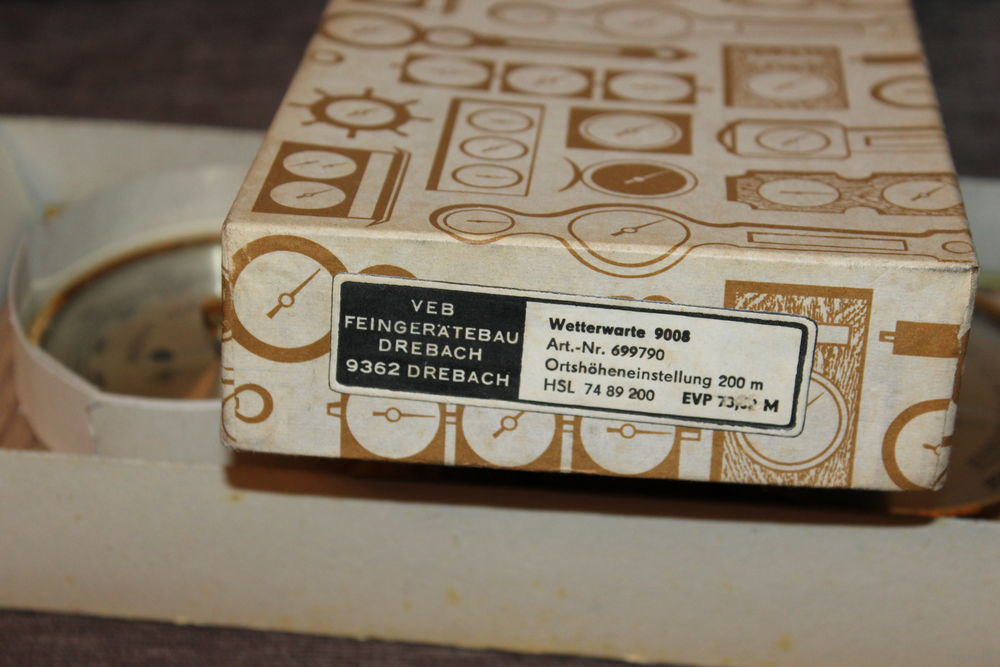 VEB
FEINGERÄTEBAU
DREBACH
9362 DREBACH
Wetterwarte 9008
Art.-Nr. 699790
Ortshöheneinstellung 200 m
HSL 74 89 200 EVP M